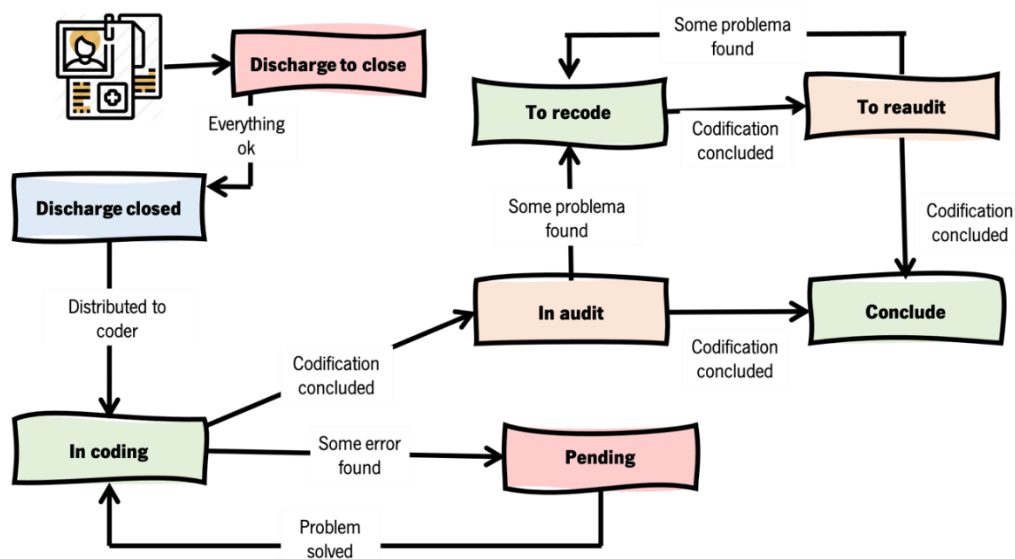 Discharge to close
Everything
ok
Discharge closed
Distributed to
coder
In coding
Codification
concluded
Some error
found
Pending
Problem
solved
In audit
Some problema
found
Codification
concluded
To recode
Codification
concluded
To reaudit
Some problema
found
Codification
concluded
Conclude